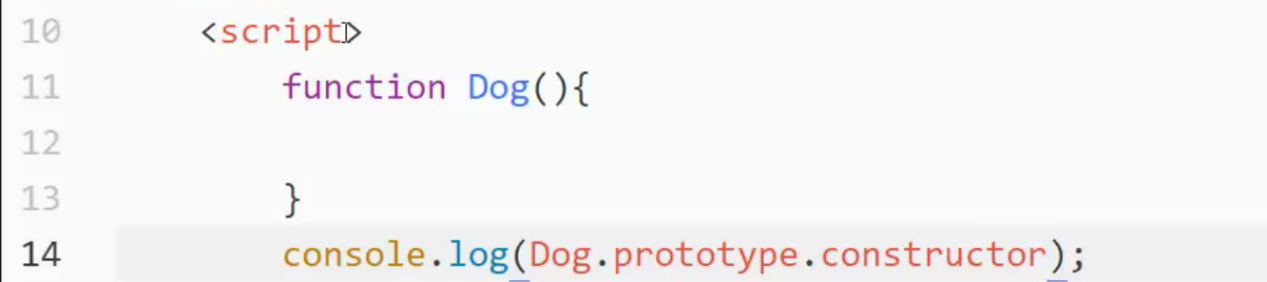 10 <script>
11 function Dog(){
12
13 }
14 console.log(Dog.prototype.constructor);